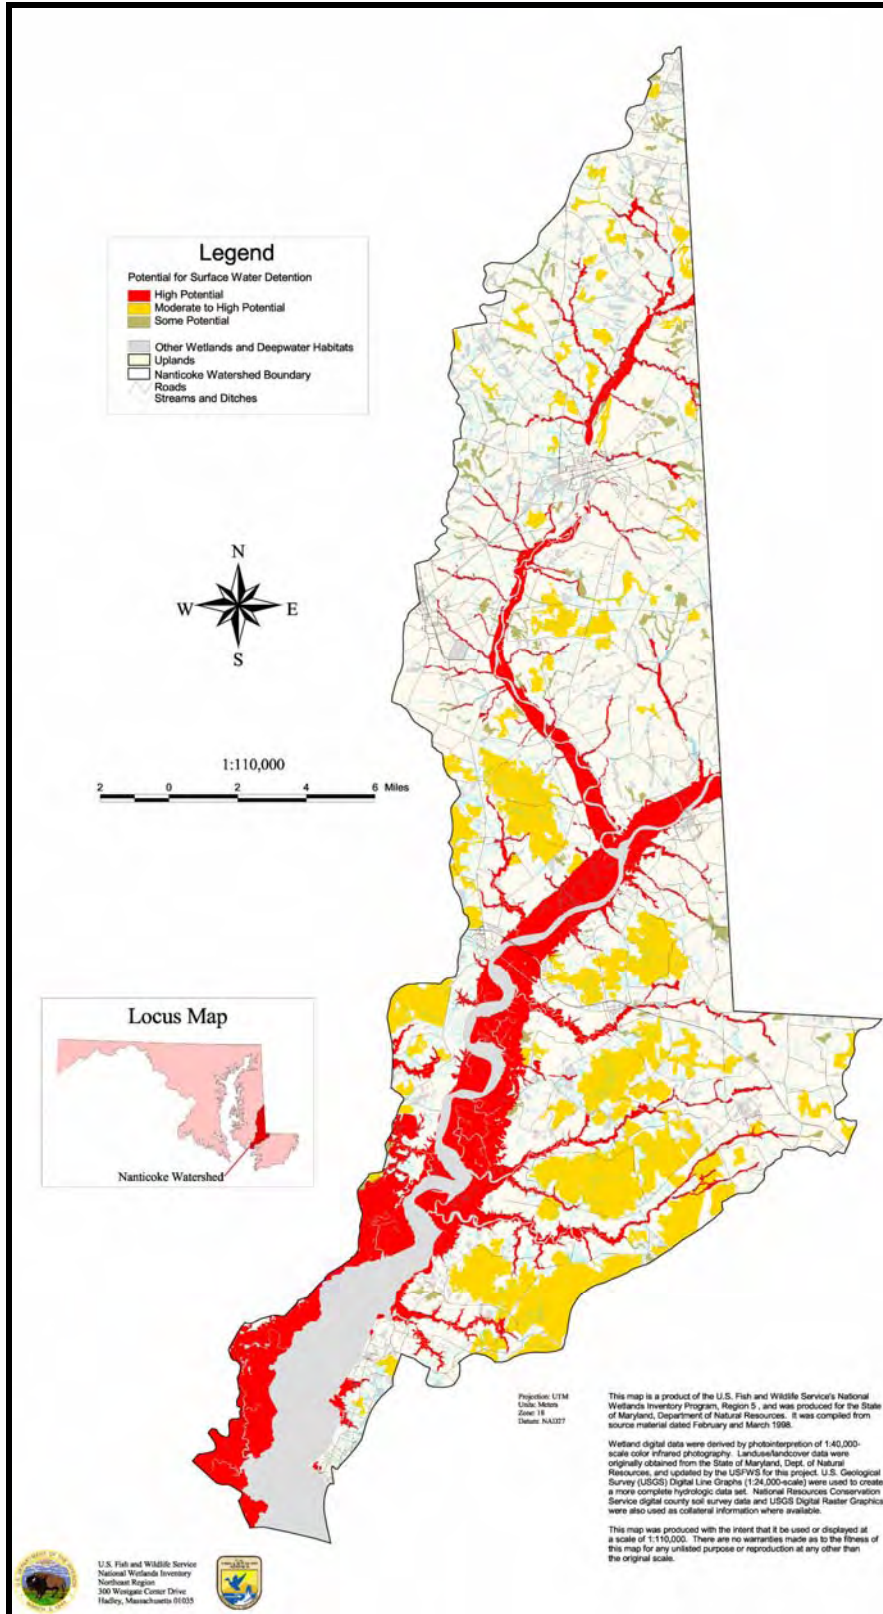 Legend
Potential for Surface Water Detention
High Potential
Moderate to High Potential
Some Potential
Other Wetlands and Deepwater Habitats
Uplands
Nanticoke Watershed Boundary
Roads
Streams and Ditches
N
W
E
S
1:110,000
2 0 2 4 6 Miles
Locus Map
Nanticoke Watershed
Projection: UTM
Units: Meters
Zone: 18
Datum: NAD27
This map is a product of the U.S. Fish and Wildlife Service's National
Wetlands Inventory Program, Region 5 , and was produced for the State
of Maryland, Department of Natural Resources. It was compiled from
source material dated February and March 1998.
Wetland digital data were derived by photointerpretion of 1:40,000-
scale color infrared photography. Landuse/landcover data were
originally obtained from the State of Maryland, Dept. of Natural
Resources, and updated by the USFWS for this project. U.S. Geological
Survey (USGS) Digital Line Graphs (1:24,000-scale) were used to create
a more complete hydrologic data set. National Resources Conservation
Service digital county soil survey data and USGS Digital Raster Graphics
were also used as collateral information where available.
This map was produced with the intent that it be used or displayed at
a scale of 1:110,000. There are no warranties made as to the fitness of
this map for any unlisted purpose or reproduction at any other than
the original scale.
U.S. Fish and Wildlife Service
National Wetlands Inventory
Northeast Region
300 Westgate Center Drive
Hadley, Massachusetts 01035